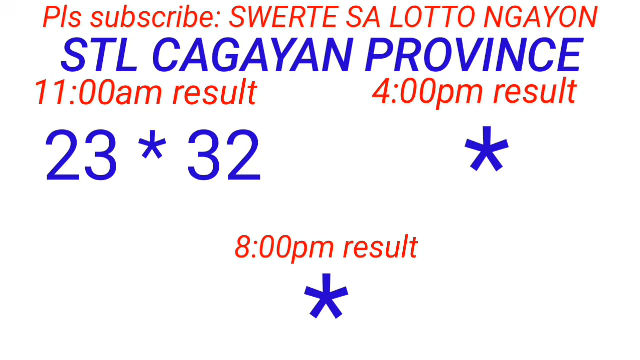 Pls subscribe: SWERTE SA LOTTO NGAYON
STL CAGAYAN PROVINCE
11:00am result
4:00pm result
23 * 32
*
8:00pm result
*